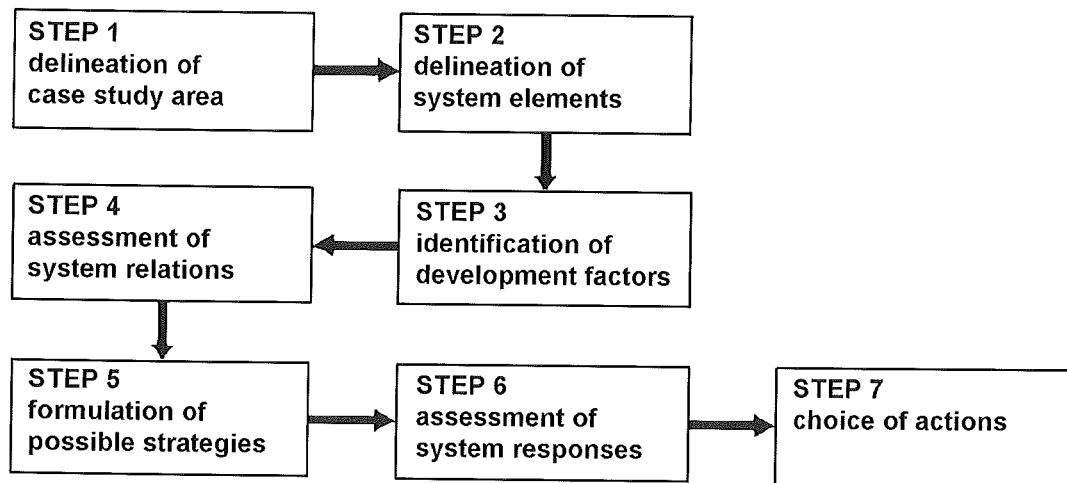 STEP 1
delineation of
case study area
STEP 2
delineation of
system elements
STEP 3
identification of
development factors
STEP 4
assessment of
system relations
STEP 5
formulation of
possible strategies
STEP 6
assessment of
system responses
STEP 7
choice of actions